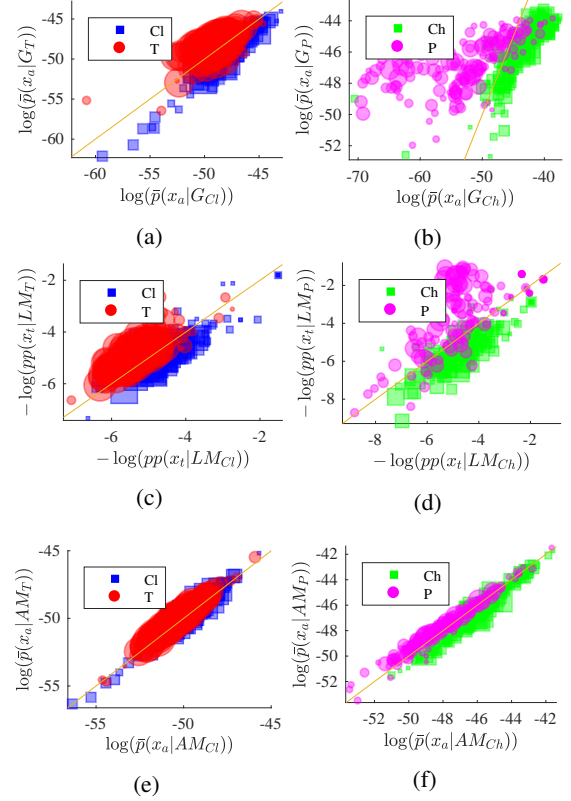 -45
-50
-55
-60
Cl
T
log(p̄(x_a|G_T))
-60 -55 -50 -45
log(p̄(x_a|G_Cl))
(a)
-44
-46
-48
-50
-52
Ch
P
log(p̄(x_a|G_P))
-70 -60 -50 -40
log(p̄(x_a|G_Ch))
(b)
-2
-4
-6
Cl
T
− log(pp(x_t|LM_T))
-6 -4 -2
− log(pp(x_t|LM_Cl))
(c)
-2
-4
-6
-8
Ch
P
− log(pp(x_t|LM_P))
-8 -6 -4 -2
− log(pp(x_t|LM_Ch))
(d)
-45
-50
-55
Cl
T
log(p̄(x_a|AM_T))
-55 -50 -45
log(p̄(x_a|AM_Cl))
(e)
-42
-44
-46
-48
-50
-52
Ch
P
log(p̄(x_a|AM_P))
-52 -50 -48 -46 -44 -42
log(p̄(x_a|AM_Ch))
(f)